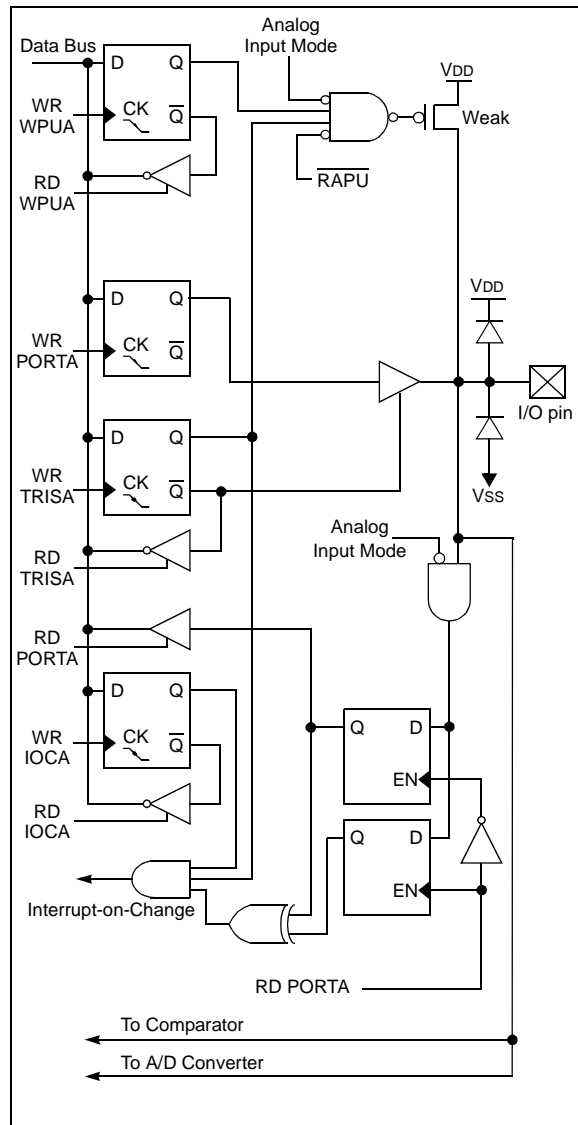 Analog
Input Mode
Data Bus
D Q
VDD
WR
WPUA
CK Q
Weak
RD
WPUA
RAPU
D Q
VDD
WR
PORTA
CK Q
I/O pin
D Q
WR
TRISA
CK Q
VSS
Analog
Input Mode
RD
TRISA
RD
PORTA
D Q
Q D
WR
IOCA
CK Q
EN
RD
IOCA
Q D
EN
Interrupt-on-Change
RD PORTA
To Comparator
To A/D Converter